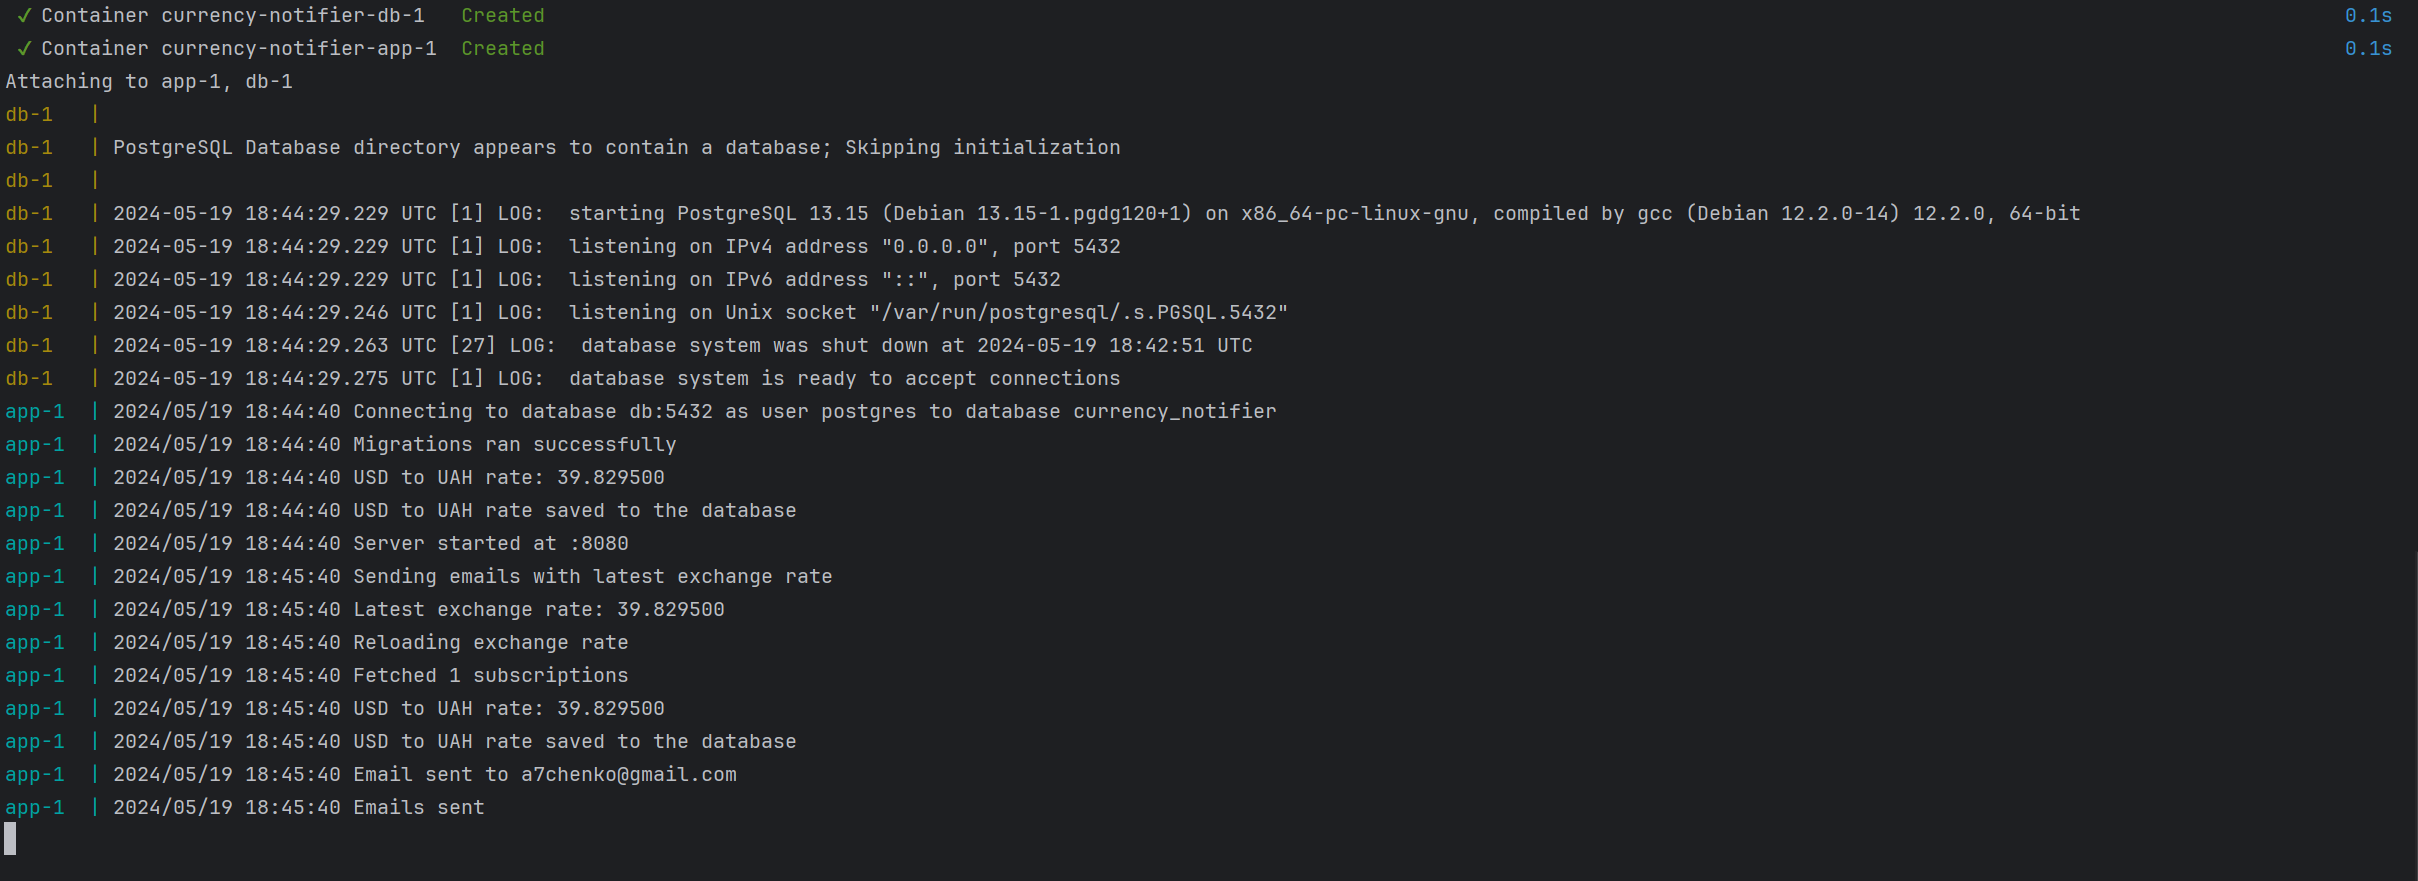 ✓ Container currency-notifier-db-1   Created   0.1s
✓ Container currency-notifier-app-1  Created   0.1s
Attaching to app-1, db-1
db-1   |
db-1   | PostgreSQL Database directory appears to contain a database; Skipping initialization
db-1   |
db-1   | 2024-05-19 18:44:29.229 UTC [1] LOG:  starting PostgreSQL 13.15 (Debian 13.15-1.pgdg120+1) on x86_64-pc-linux-gnu, compiled by gcc (Debian 12.2.0-14) 12.2.0, 64-bit
db-1   | 2024-05-19 18:44:29.229 UTC [1] LOG:  listening on IPv4 address "0.0.0.0", port 5432
db-1   | 2024-05-19 18:44:29.229 UTC [1] LOG:  listening on IPv6 address "::", port 5432
db-1   | 2024-05-19 18:44:29.246 UTC [1] LOG:  listening on Unix socket "/var/run/postgresql/.s.PGSQL.5432"
db-1   | 2024-05-19 18:44:29.263 UTC [27] LOG:  database system was shut down at 2024-05-19 18:42:51 UTC
db-1   | 2024-05-19 18:44:29.275 UTC [1] LOG:  database system is ready to accept connections
app-1  | 2024/05/19 18:44:40 Connecting to database db:5432 as user postgres to database currency_notifier
app-1  | 2024/05/19 18:44:40 Migrations ran successfully
app-1  | 2024/05/19 18:44:40 USD to UAH rate: 39.829500
app-1  | 2024/05/19 18:44:40 USD to UAH rate saved to the database
app-1  | 2024/05/19 18:44:40 Server started at :8080
app-1  | 2024/05/19 18:45:40 Sending emails with latest exchange rate
app-1  | 2024/05/19 18:45:40 Latest exchange rate: 39.829500
app-1  | 2024/05/19 18:45:40 Reloading exchange rate
app-1  | 2024/05/19 18:45:40 Fetched 1 subscriptions
app-1  | 2024/05/19 18:45:40 USD to UAH rate: 39.829500
app-1  | 2024/05/19 18:45:40 USD to UAH rate saved to the database
app-1  | 2024/05/19 18:45:40 Email sent to a7chenko@gmail.com
app-1  | 2024/05/19 18:45:40 Emails sent